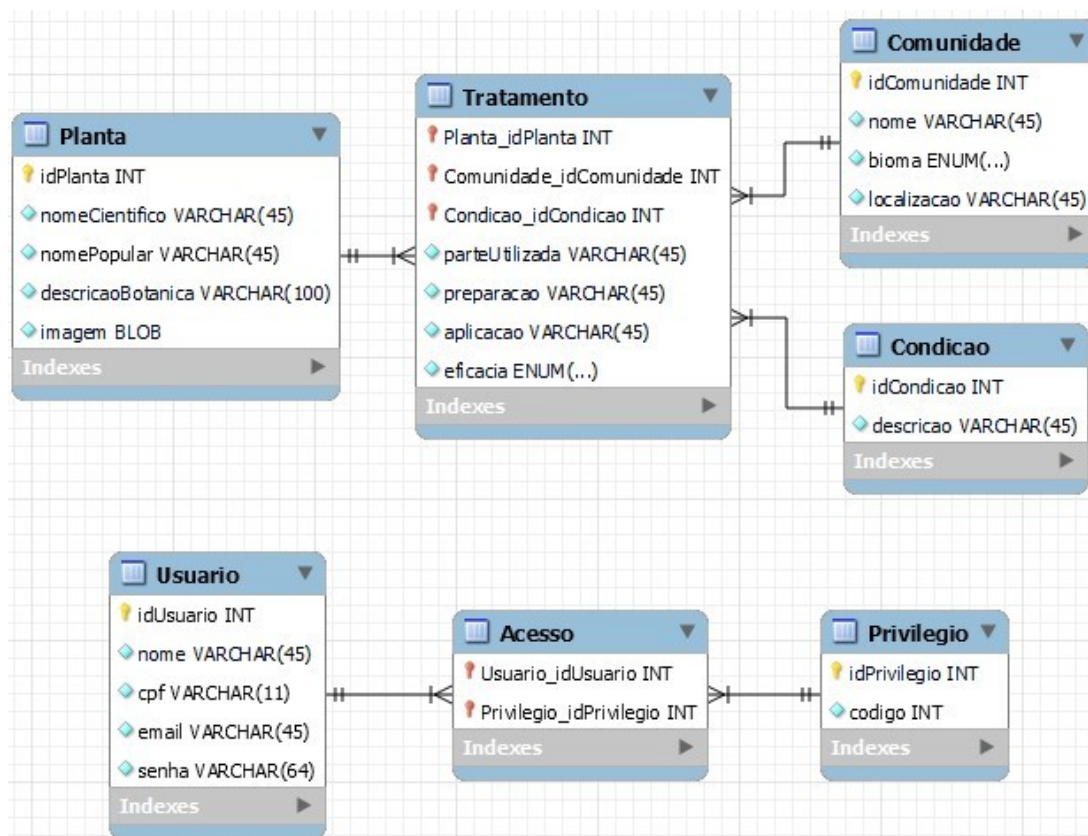 Planta
idPlanta INT
nomeCientifico VARCHAR(45)
nomePopular VARCHAR(45)
descricaoBotanica VARCHAR(100)
imagem BLOB
Indexes
Tratamento
Planta_idPlanta INT
Comunidade_idComunidade INT
Condicao_idCondicao INT
parteUtilizada VARCHAR(45)
preparacao VARCHAR(45)
aplicacao VARCHAR(45)
eficacia ENUM(...)
Indexes
Comunidade
idComunidade INT
nome VARCHAR(45)
bioma ENUM(...)
localizacao VARCHAR(45)
Indexes
Condicao
idCondicao INT
descricao VARCHAR(45)
Indexes
Usuario
idUsuario INT
nome VARCHAR(45)
cpf VARCHAR(11)
email VARCHAR(45)
senha VARCHAR(64)
Indexes
Acesso
Usuario_idUsuario INT
Privilegio_idPrivilegio INT
Indexes
Privilegio
idPrivilegio INT
codigo INT
Indexes